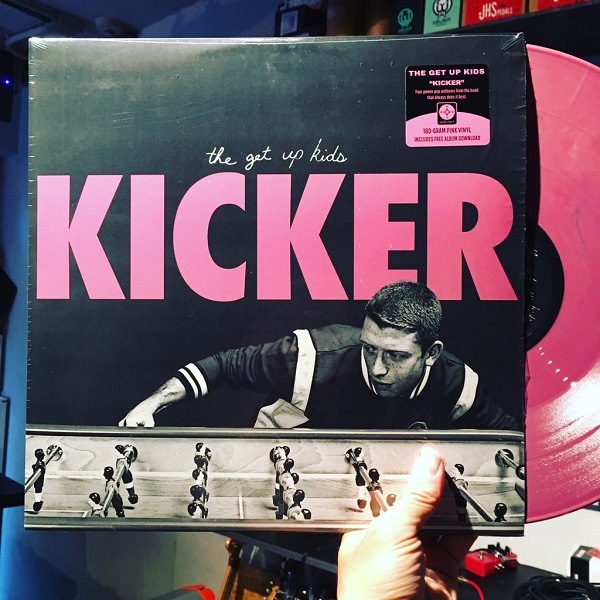 JHS PEDALS
THE GET UP KIDS
"KICKER"
Four power pop anthems from the band
that always does it best
180-GRAM PINK VINYL
INCLUDES FREE ALBUM DOWNLOAD
the get up kids
KICKER